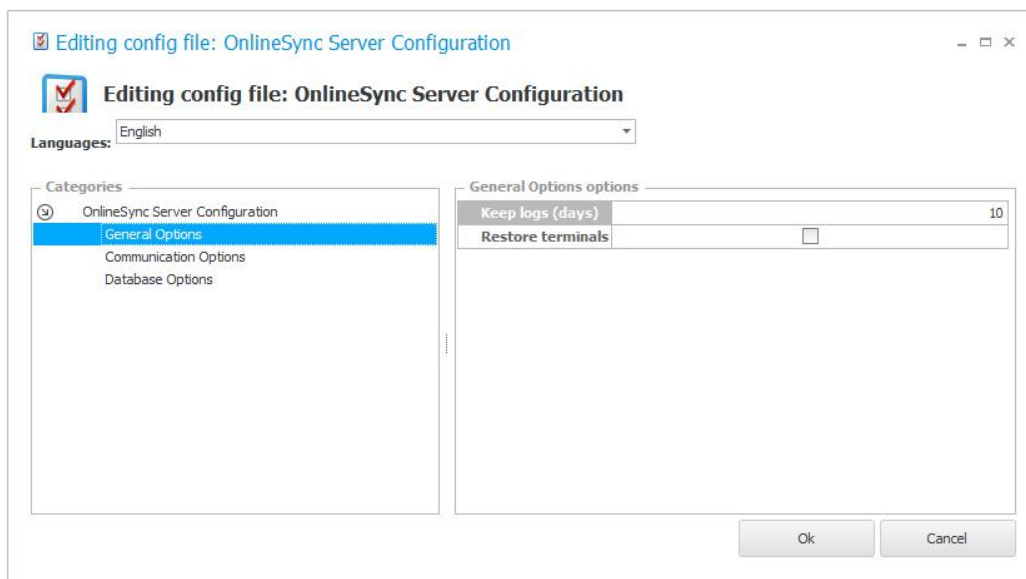 Editing config file: OnlineSync Server Configuration
Editing config file: OnlineSync Server Configuration
Languages: English
Categories
OnlineSync Server Configuration
General Options
Communication Options
Database Options
General Options options
Keep logs (days) 10
Restore terminals
Ok Cancel